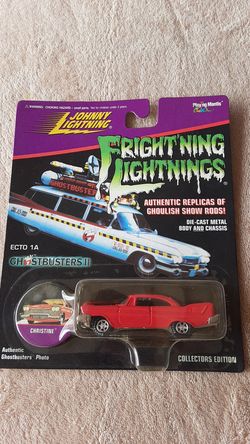 Playing Mantis
JOHNNY
LIGHTNING
FRIGHT'NING
LIGHTNINGS
GHOSTBUSTERS
AUTHENTIC REPLICAS OF
GHOULISH SHOW RODS!
DIE-CAST METAL
BODY AND CHASSIS
ECTO 1A
GHOSTBUSTERS II
CHRISTINE
Authentic
Ghostbusters Photo
COLLECTORS EDITION